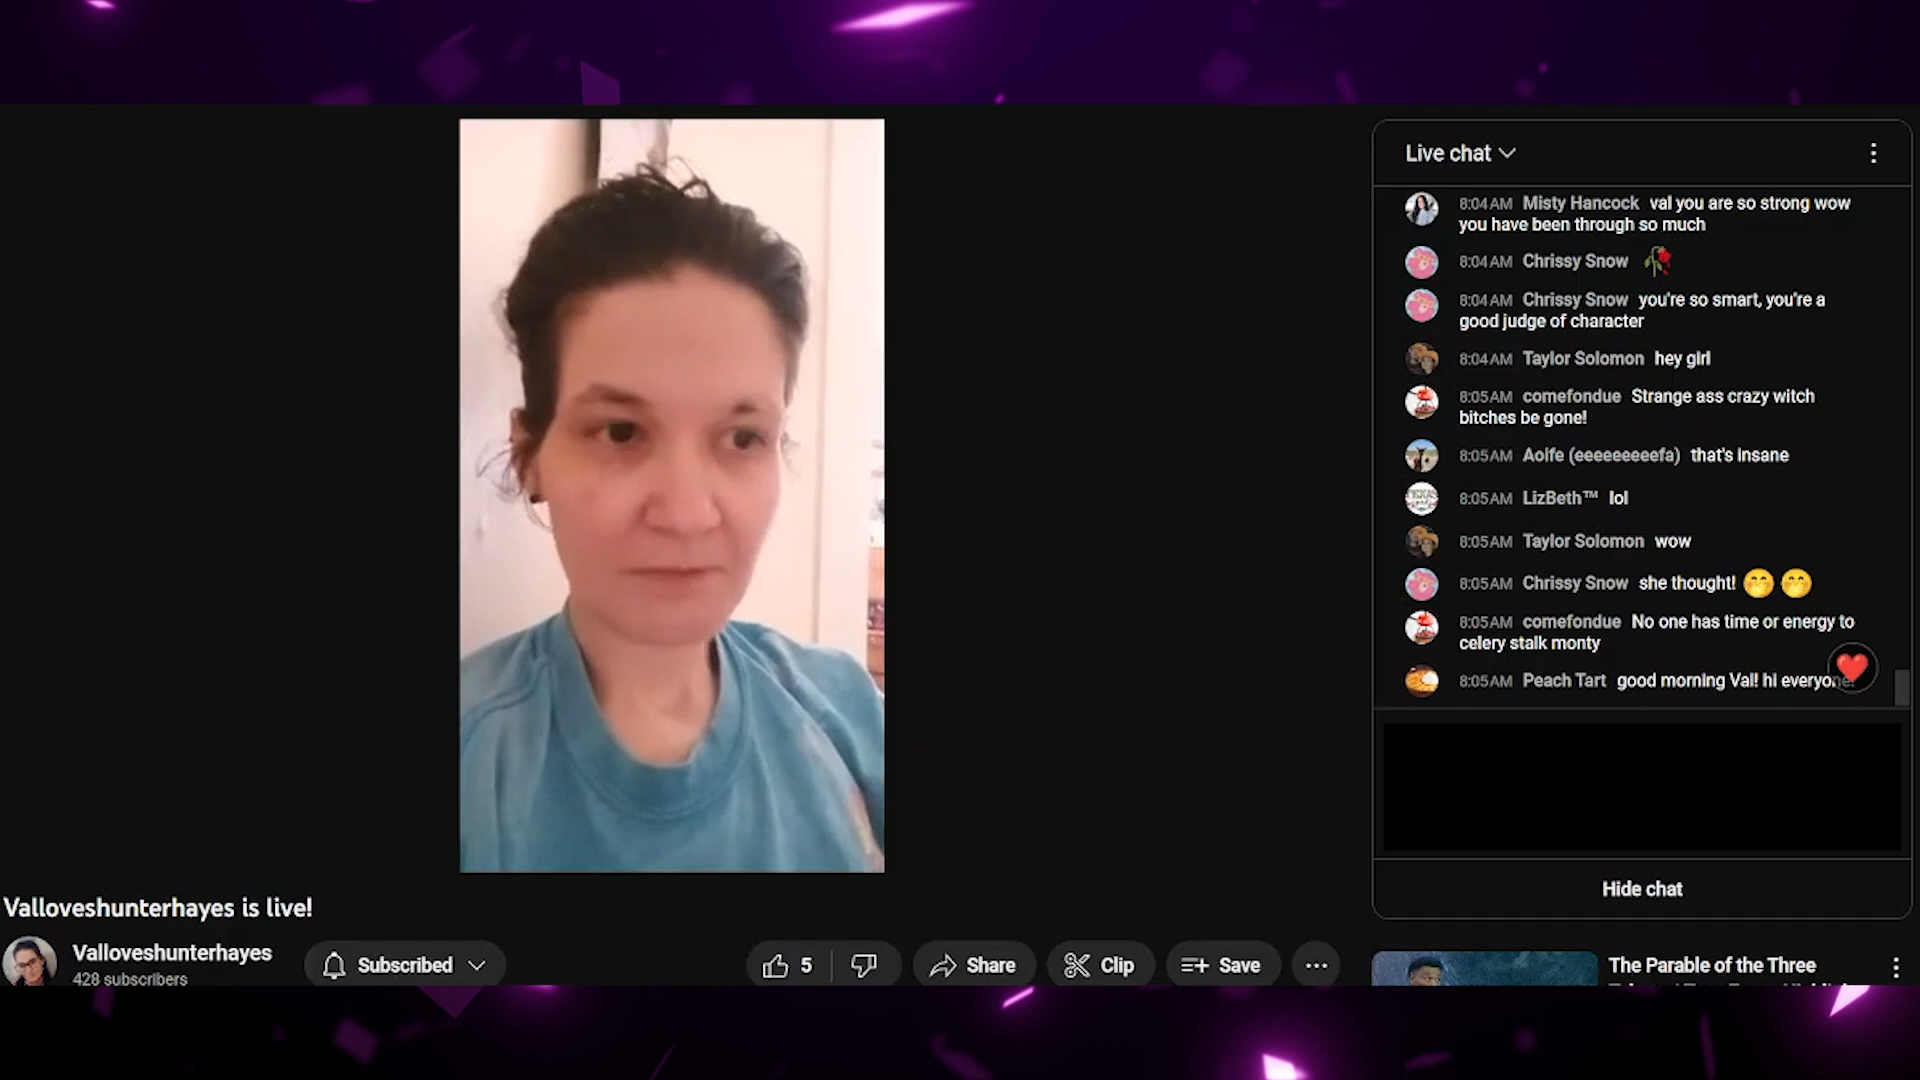 Live chat
8:04 AM Misty Hancock val you are so strong wow
you have been through so much
8:04 AM Chrissy Snow 🥀
8:04 AM Chrissy Snow you're so smart, you're a
good judge of character
8:04 AM Taylor Solomon hey girl
8:05 AM comefondue Strange ass crazy witch
bitches be gone!
8:05 AM Aoife (eeeeeeeeefa) that's insane
8:05 AM LizBeth™ lol
8:05 AM Taylor Solomon wow
8:05 AM Chrissy Snow she thought! 🤭 🤭
8:05 AM comefondue No one has time or energy to
celery stalk monty
8:05 AM Peach Tart good morning Val! hi everyone!
Hide chat
Valloveshunterhayes is live!
Valloveshunterhayes
428 subscribers
Subscribed
5
Share
Clip
Save
The Parable of the Three